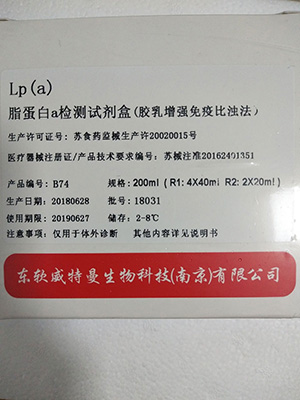 Lp(a)
脂蛋白a检测试剂盒(胶乳增强免疫比浊法)
生产许可证号: 苏食药监械生产许20020015号
医疗器械注册证/产品技术要求编号: 苏械注准20162401351
产品编号: B74 规格: 200ml ( R1: 4X40ml R2: 2X20ml)
生产日期: 20180628 批号: 18031
使用期限: 20190627 储存: 2-8℃
注意事项: 仅用于体外诊断 其他内容详见说明书
东软威特曼生物科技(南京)有限公司